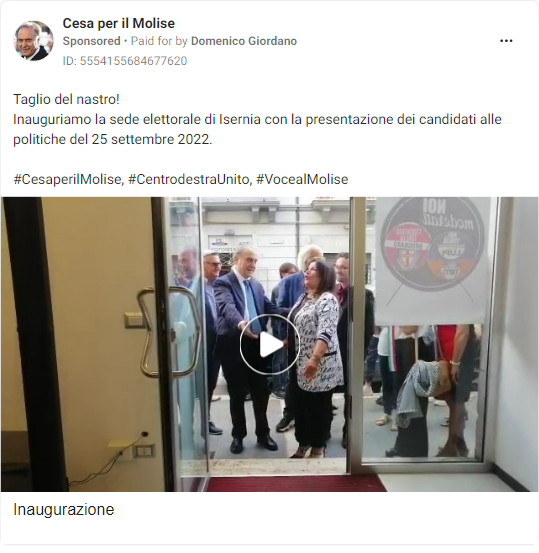 Cesa per il Molise
Sponsored • Paid for by Domenico Giordano
ID: 5554155684677620
Taglio del nastro!
Inauguriamo la sede elettorale di Isernia con la presentazione dei candidati alle
politiche del 25 settembre 2022.
#CesaperilMolise, #CentrodestraUnito, #VocealMolise
NOI
moderati
Inaugurazione